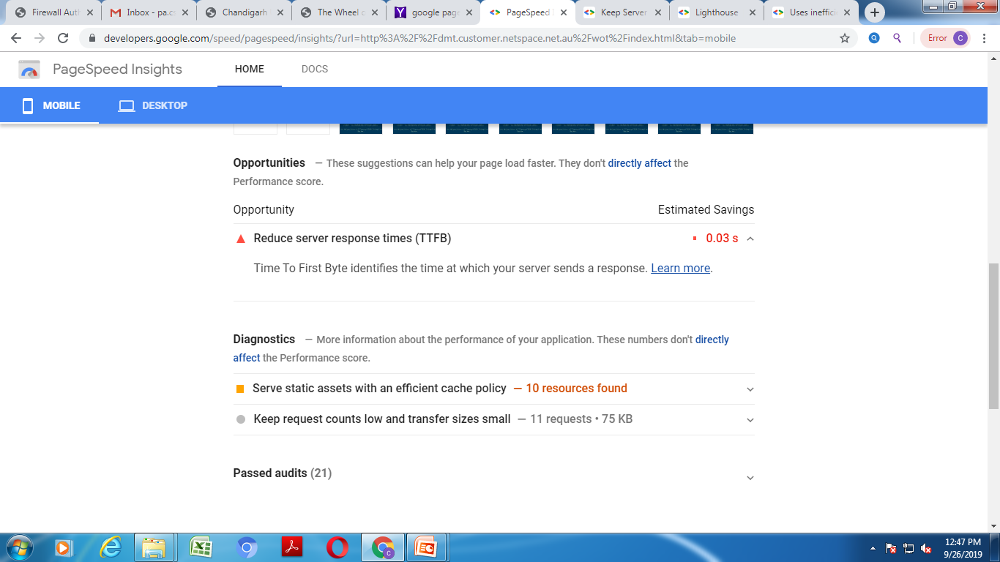 Firewall Aut
Inbox - pa.cs
Chandigarh
The Wheel o
google page
PageSpeed I
Keep Server
Lighthouse
Uses ineffici
developers.google.com/speed/pagespeed/insights/?url=http%3A%2F%2Fdmt.customer.netspace.net.au%2Fwot%2Findex.html&tab=mobile
Error C
PageSpeed Insights
HOME
DOCS
MOBILE
DESKTOP
Opportunities — These suggestions can help your page load faster. They don't directly affect the
Performance score.
Opportunity Estimated Savings
Reduce server response times (TTFB) 0.03 s
Time To First Byte identifies the time at which your server sends a response. Learn more.
Diagnostics — More information about the performance of your application. These numbers don't directly
affect the Performance score.
Serve static assets with an efficient cache policy — 10 resources found
Keep request counts low and transfer sizes small — 11 requests • 75 KB
Passed audits (21)
12:47 PM
9/26/2019